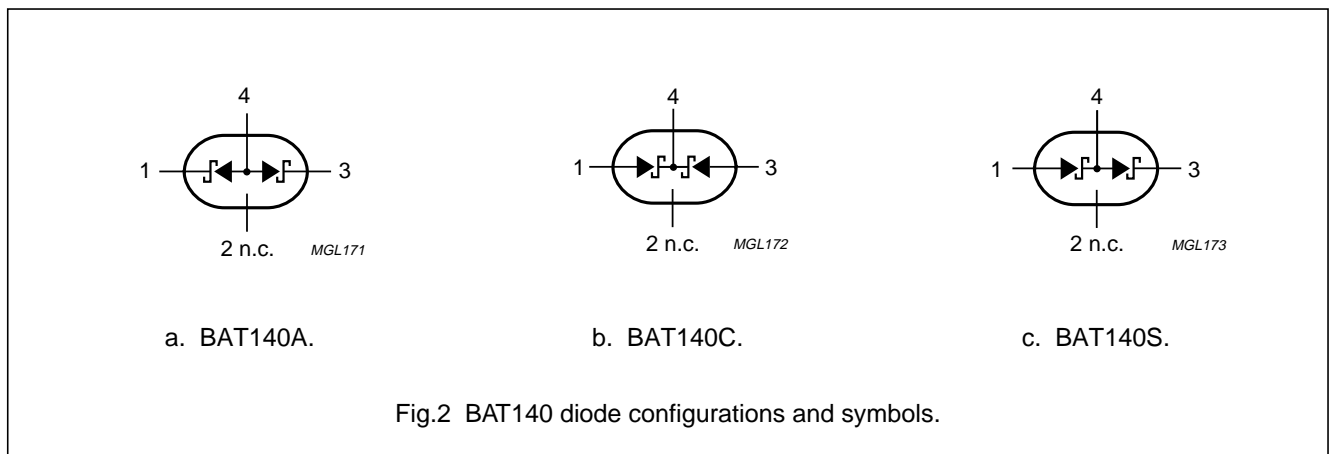 4 4 4
1 3 1 3 1 3
2 n.c. MGL171 2 n.c. MGL172 2 n.c. MGL173
a. BAT140A. b. BAT140C. c. BAT140S.
Fig.2 BAT140 diode configurations and symbols.